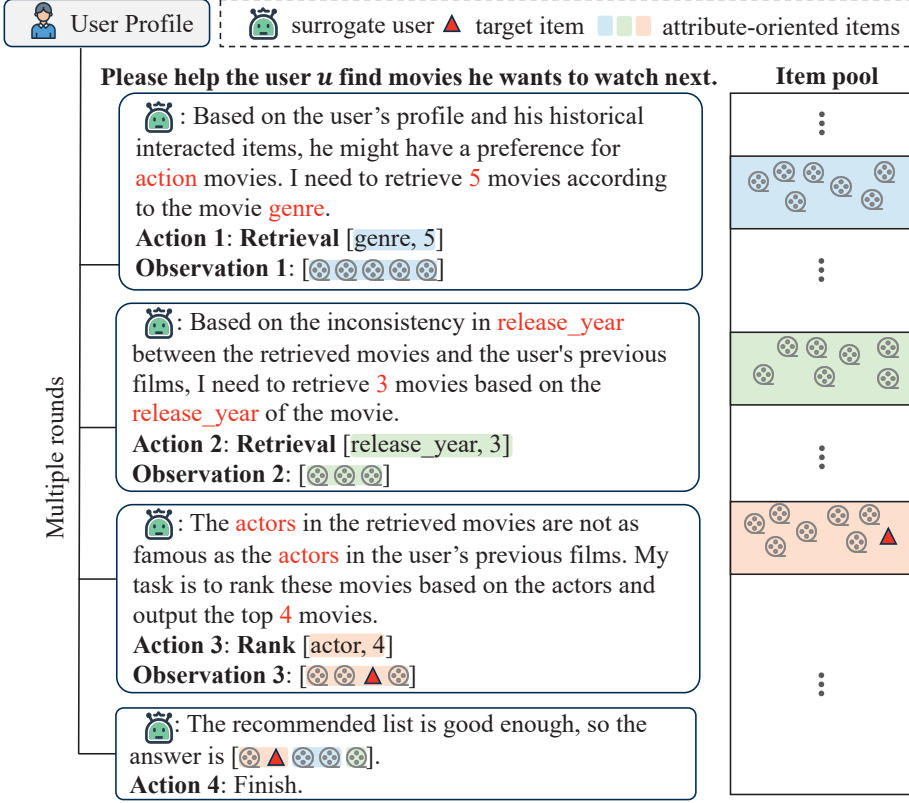 User Profile
surrogate user target item attribute-oriented items
Please help the user u find movies he wants to watch next.
Item pool
: Based on the user's profile and his historical
interacted items, he might have a preference for
action movies. I need to retrieve 5 movies according
to the movie genre.
Action 1: Retrieval [genre, 5]
Observation 1: [ ]
: Based on the inconsistency in release_year
between the retrieved movies and the user's previous
films, I need to retrieve 3 movies based on the
release_year of the movie.
Action 2: Retrieval [release_year, 3]
Observation 2: [ ]
: The actors in the retrieved movies are not as
famous as the actors in the user's previous films. My
task is to rank these movies based on the actors and
output the top 4 movies.
Action 3: Rank [actor, 4]
Observation 3: [ ]
: The recommended list is good enough, so the
answer is [ ].
Action 4: Finish.
Multiple rounds